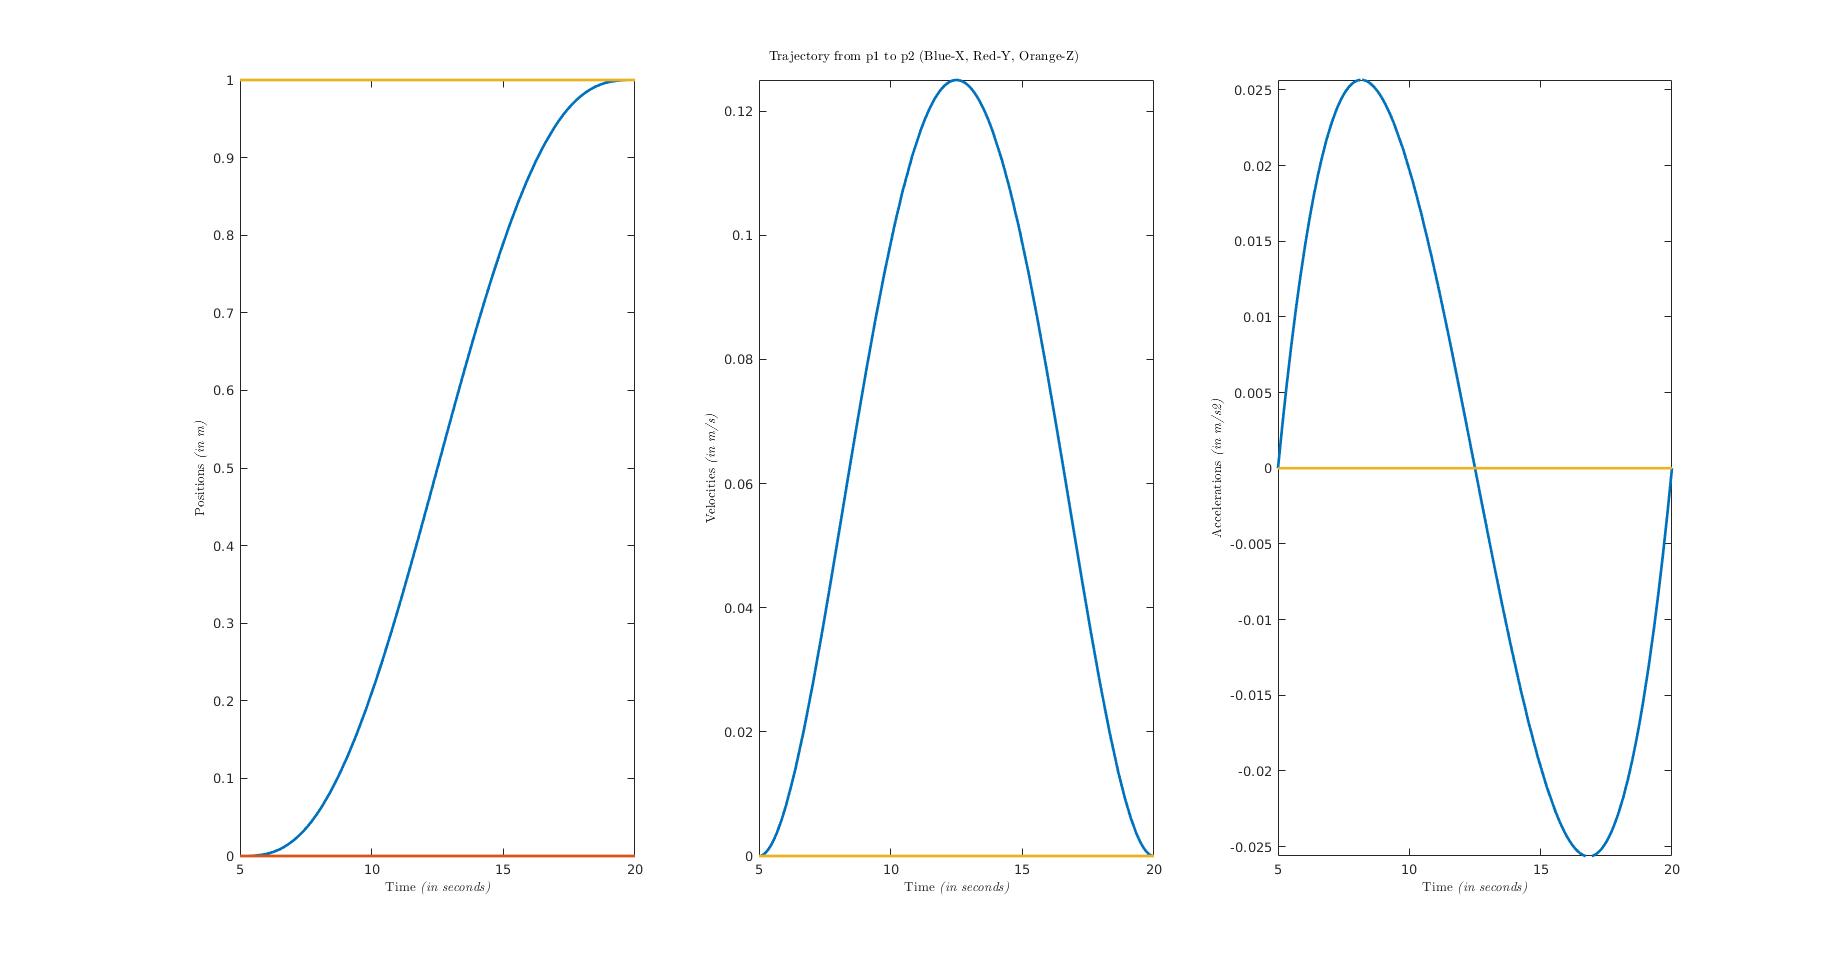 Trajectory from p1 to p2 (Blue-X, Red-Y, Orange-Z)
1
0.9
0.8
0.7
0.6
0.5
0.4
0.3
0.2
0.1
0
Positions (in m)
5 10 15 20
Time (in seconds)
0.12
0.1
0.08
0.06
0.04
0.02
0
Velocities (in m/s)
5 10 15 20
Time (in seconds)
0.025
0.02
0.015
0.01
0.005
0
-0.005
-0.01
-0.015
-0.02
-0.025
Accelerations (in m/s2)
5 10 15 20
Time (in seconds)